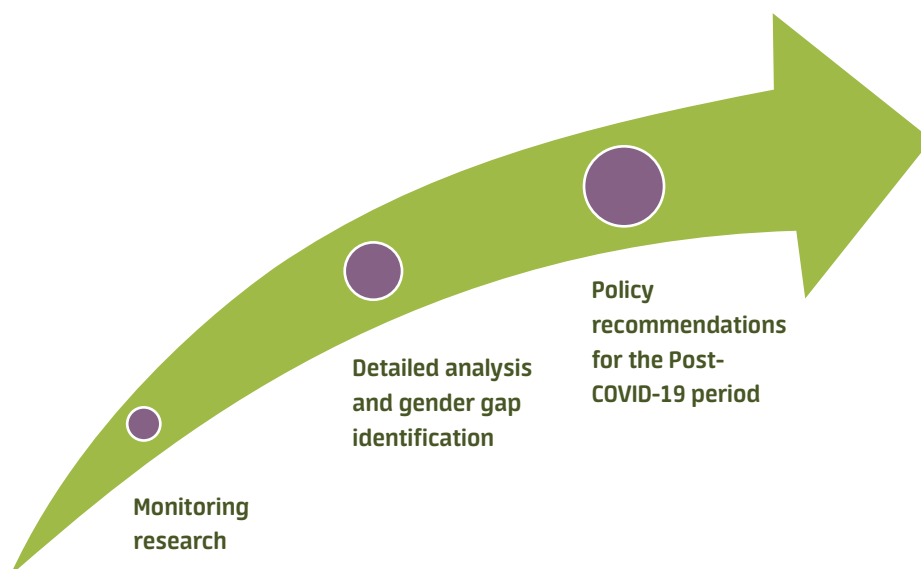 Policy
recommendations
for the Post-
COVID-19 period
Detailed analysis
and gender gap
identification
Monitoring
research